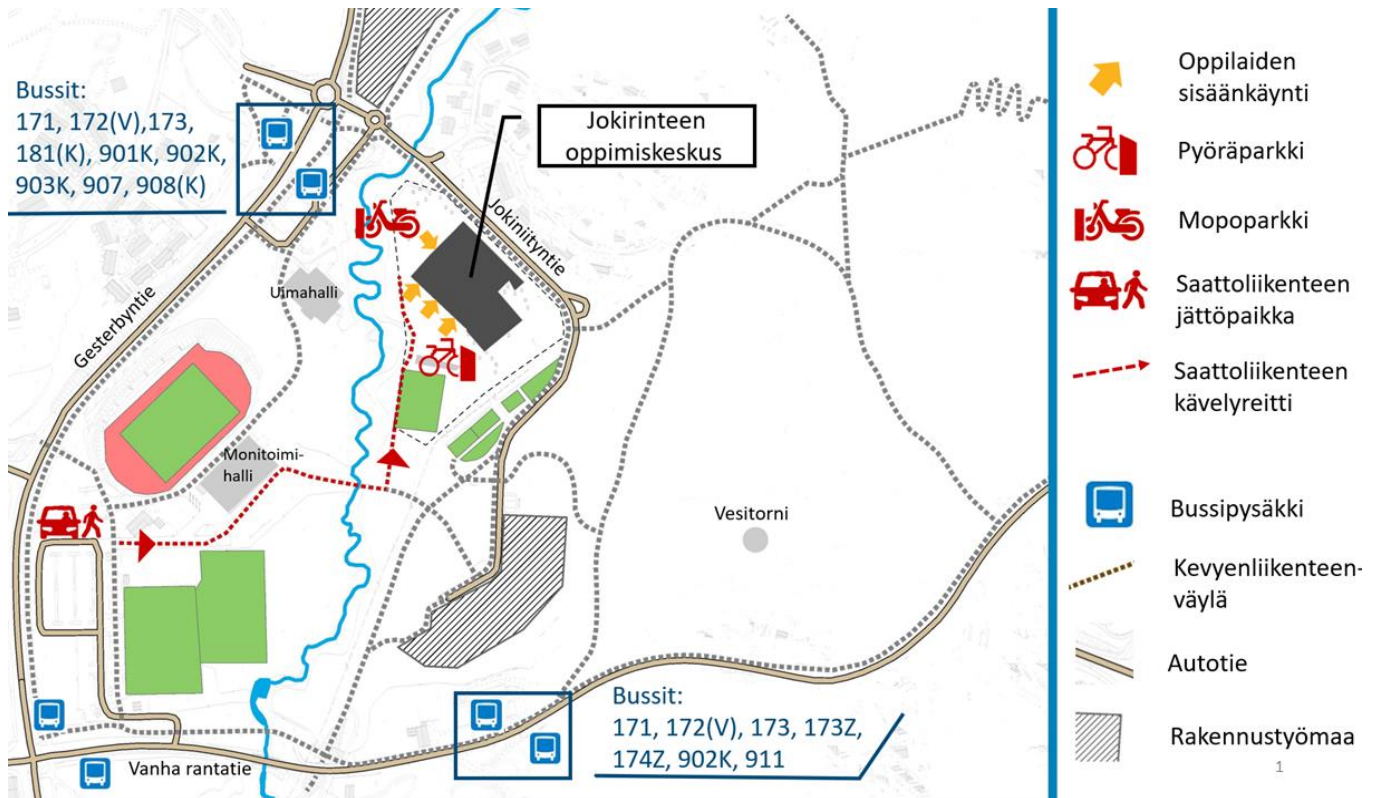 Bussit:
171, 172(V),173,
181(K), 901K, 902K,
903K, 907, 908(K)
Jokirinteen
oppimiskeskus
Jokiniityntie
Uimahalli
Gesterbyntie
Monitoimi-
halli
Vesitorni
Bussit:
171, 172(V), 173, 173Z,
174Z, 902K, 911
Vanha rantatie
Oppilaiden
sisäänkäynti
Pyöräparkki
Mopoparkki
Saattoliikenteen
jättöpaikka
Saattoliikenteen
kävelyreitti
Bussipysäkki
Kevyenliikenteen-
väylä
Autotie
Rakennustyömaa
1